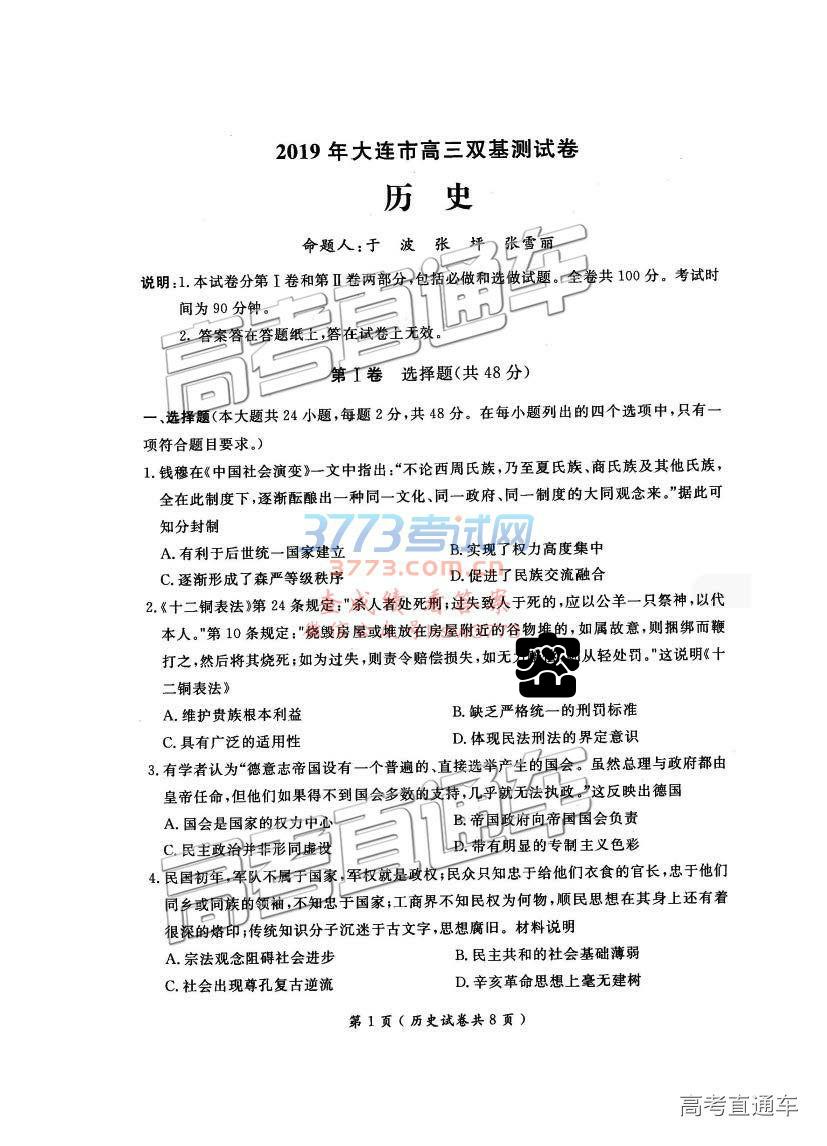 2019 年大连市高三双基测试卷
历 史
命题人:于 波 张 坪 张雪丽
说明:1.本试卷分第Ⅰ卷和第Ⅱ卷两部分,包括必做和选做试题。全卷共 100 分。考试时
间为 90 分钟。
2. 答案答在答题纸上,答在试卷上无效。
第Ⅰ卷 选择题(共 48 分)
一、选择题(本大题共 24 小题,每题 2 分,共 48 分。在每小题列出的四个选项中,只有一
项符合题目要求。)
1. 钱穆在《中国社会演变》一文中指出:“不论西周氏族,乃至夏氏族、商氏族及其他氏族,
全在此制度下,逐渐酝酿出一种同一文化、同一政府、同一制度的大同观念来。”据此可
知分封制
A. 有利于后世统一国家建立 B. 实现了权力高度集中
C. 逐渐形成了森严等级秩序 D. 促进了民族交流融合
3773考试网
3773.com.cn
查成绩 看答案
2.《十二铜表法》第 24 条规定:"杀人者处死刑;过失致人于死的,应以公羊一只祭神,以代
本人。"第 10 条规定:"烧毁房屋或堆放在房屋附近的谷物堆的,如属故意,则捆绑而鞭
打之,然后将其烧死;如为过失,则责令赔偿损失,如无力 从轻处罚。"这说明《十
二铜表法》
A. 维护贵族根本利益 B. 缺乏严格统一的刑罚标准
C. 具有广泛的适用性 D. 体现民法刑法的界定意识
3. 有学者认为“德意志帝国设有一个普遍的、直接选举产生的国会。虽然总理与政府都由
皇帝任命,但他们如果得不到国会多数的支持,几乎就无法执政。”这反映出德国
A. 国会是国家的权力中心 B. 帝国政府向帝国国会负责
C. 民主政治并非形同虚设 D. 带有明显的专制主义色彩
4. 民国初年,军队不属于国家,军权就是政权;民众只知忠于给他们衣食的官长,忠于他们
同乡或同族的领袖,不知忠于国家;工商界不知民权为何物,顺民思想在其身上还有着
很深的烙印;传统知识分子沉迷于古文字,思想腐旧。材料说明
A. 宗法观念阻碍社会进步 B. 民主共和的社会基础薄弱
C. 社会出现尊孔复古逆流 D. 辛亥革命思想上毫无建树
第 1 页(历史试卷共 8 页)
高考直通车
高考直通车
高考直通车